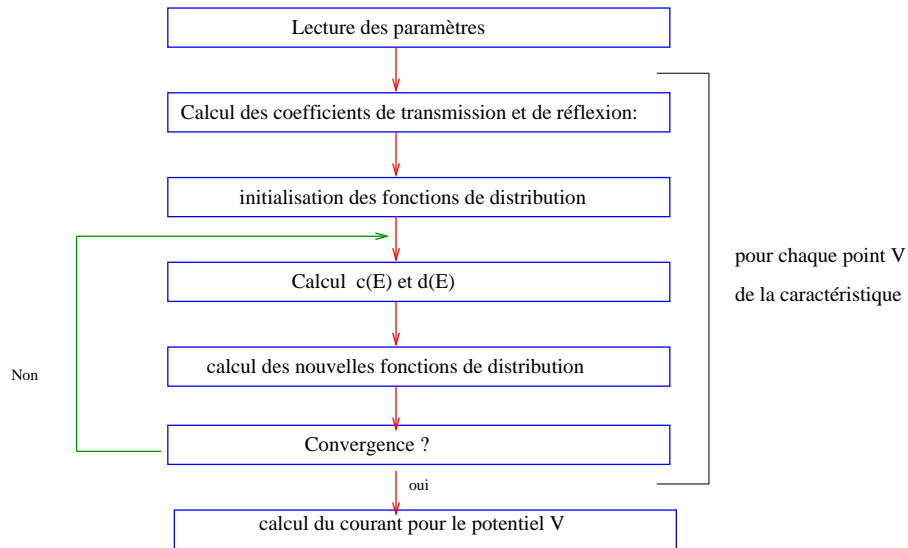 Lecture des paramètres
Calcul des coefficients de transmission et de réflexion:
initialisation des fonctions de distribution
Calcul c(E) et d(E)
calcul des nouvelles fonctions de distribution
Convergence ?
Non
oui
calcul du courant pour le potentiel V
pour chaque point V
de la caractéristique